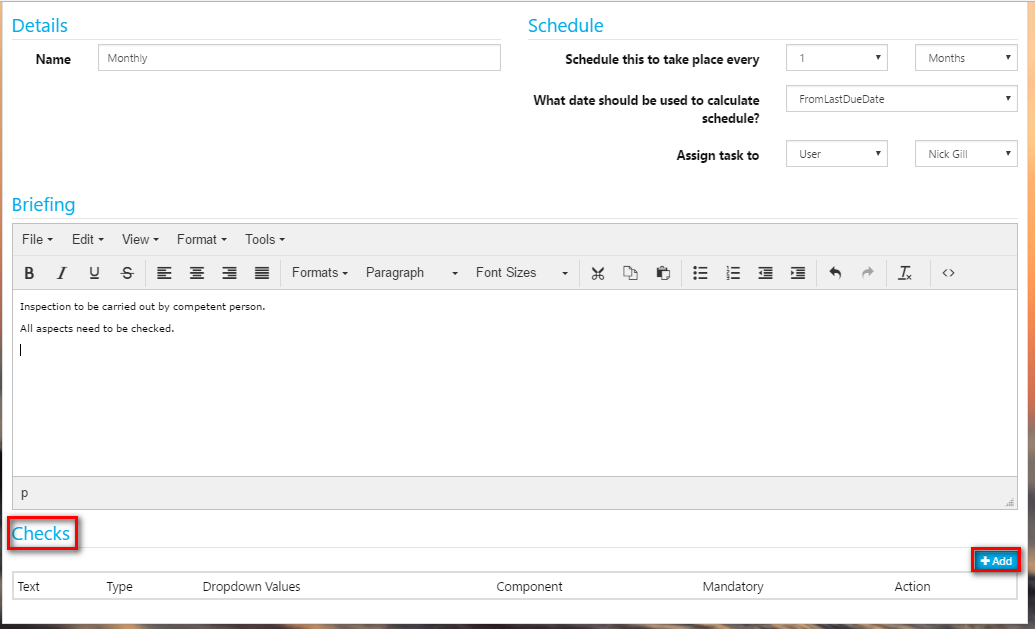 Details
Name Monthly
Schedule
Schedule this to take place every 1 Months
What date should be used to calculate
schedule? FromLastDueDate
Assign task to User Nick Gill
Briefing
File Edit View Format Tools
B I U S Formats Paragraph Font Sizes
Inspection to be carried out by competent person.
All aspects need to be checked.
p
Checks
Add
Text Type Dropdown Values Component Mandatory Action